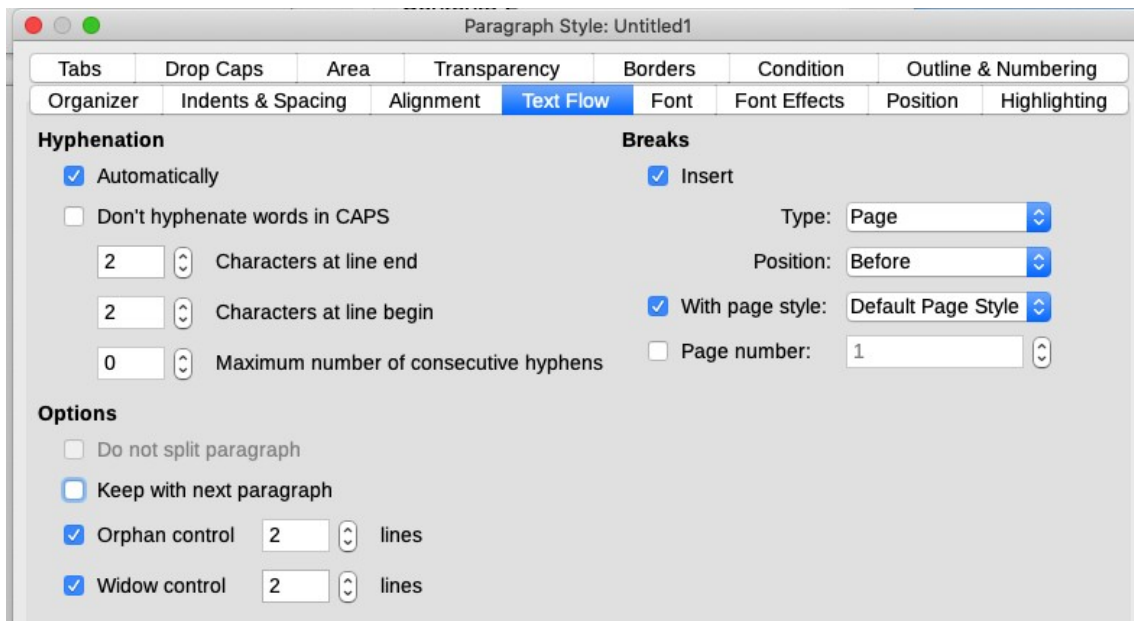 Paragraph Style: Untitled1
Tabs Drop Caps Area Transparency Borders Condition Outline & Numbering
Organizer Indents & Spacing Alignment Text Flow Font Font Effects Position Highlighting
Hyphenation
Automatically
Don't hyphenate words in CAPS
2 Characters at line end
2 Characters at line begin
0 Maximum number of consecutive hyphens
Breaks
Insert
Type: Page
Position: Before
With page style: Default Page Style
Page number: 1
Options
Do not split paragraph
Keep with next paragraph
Orphan control 2 lines
Widow control 2 lines